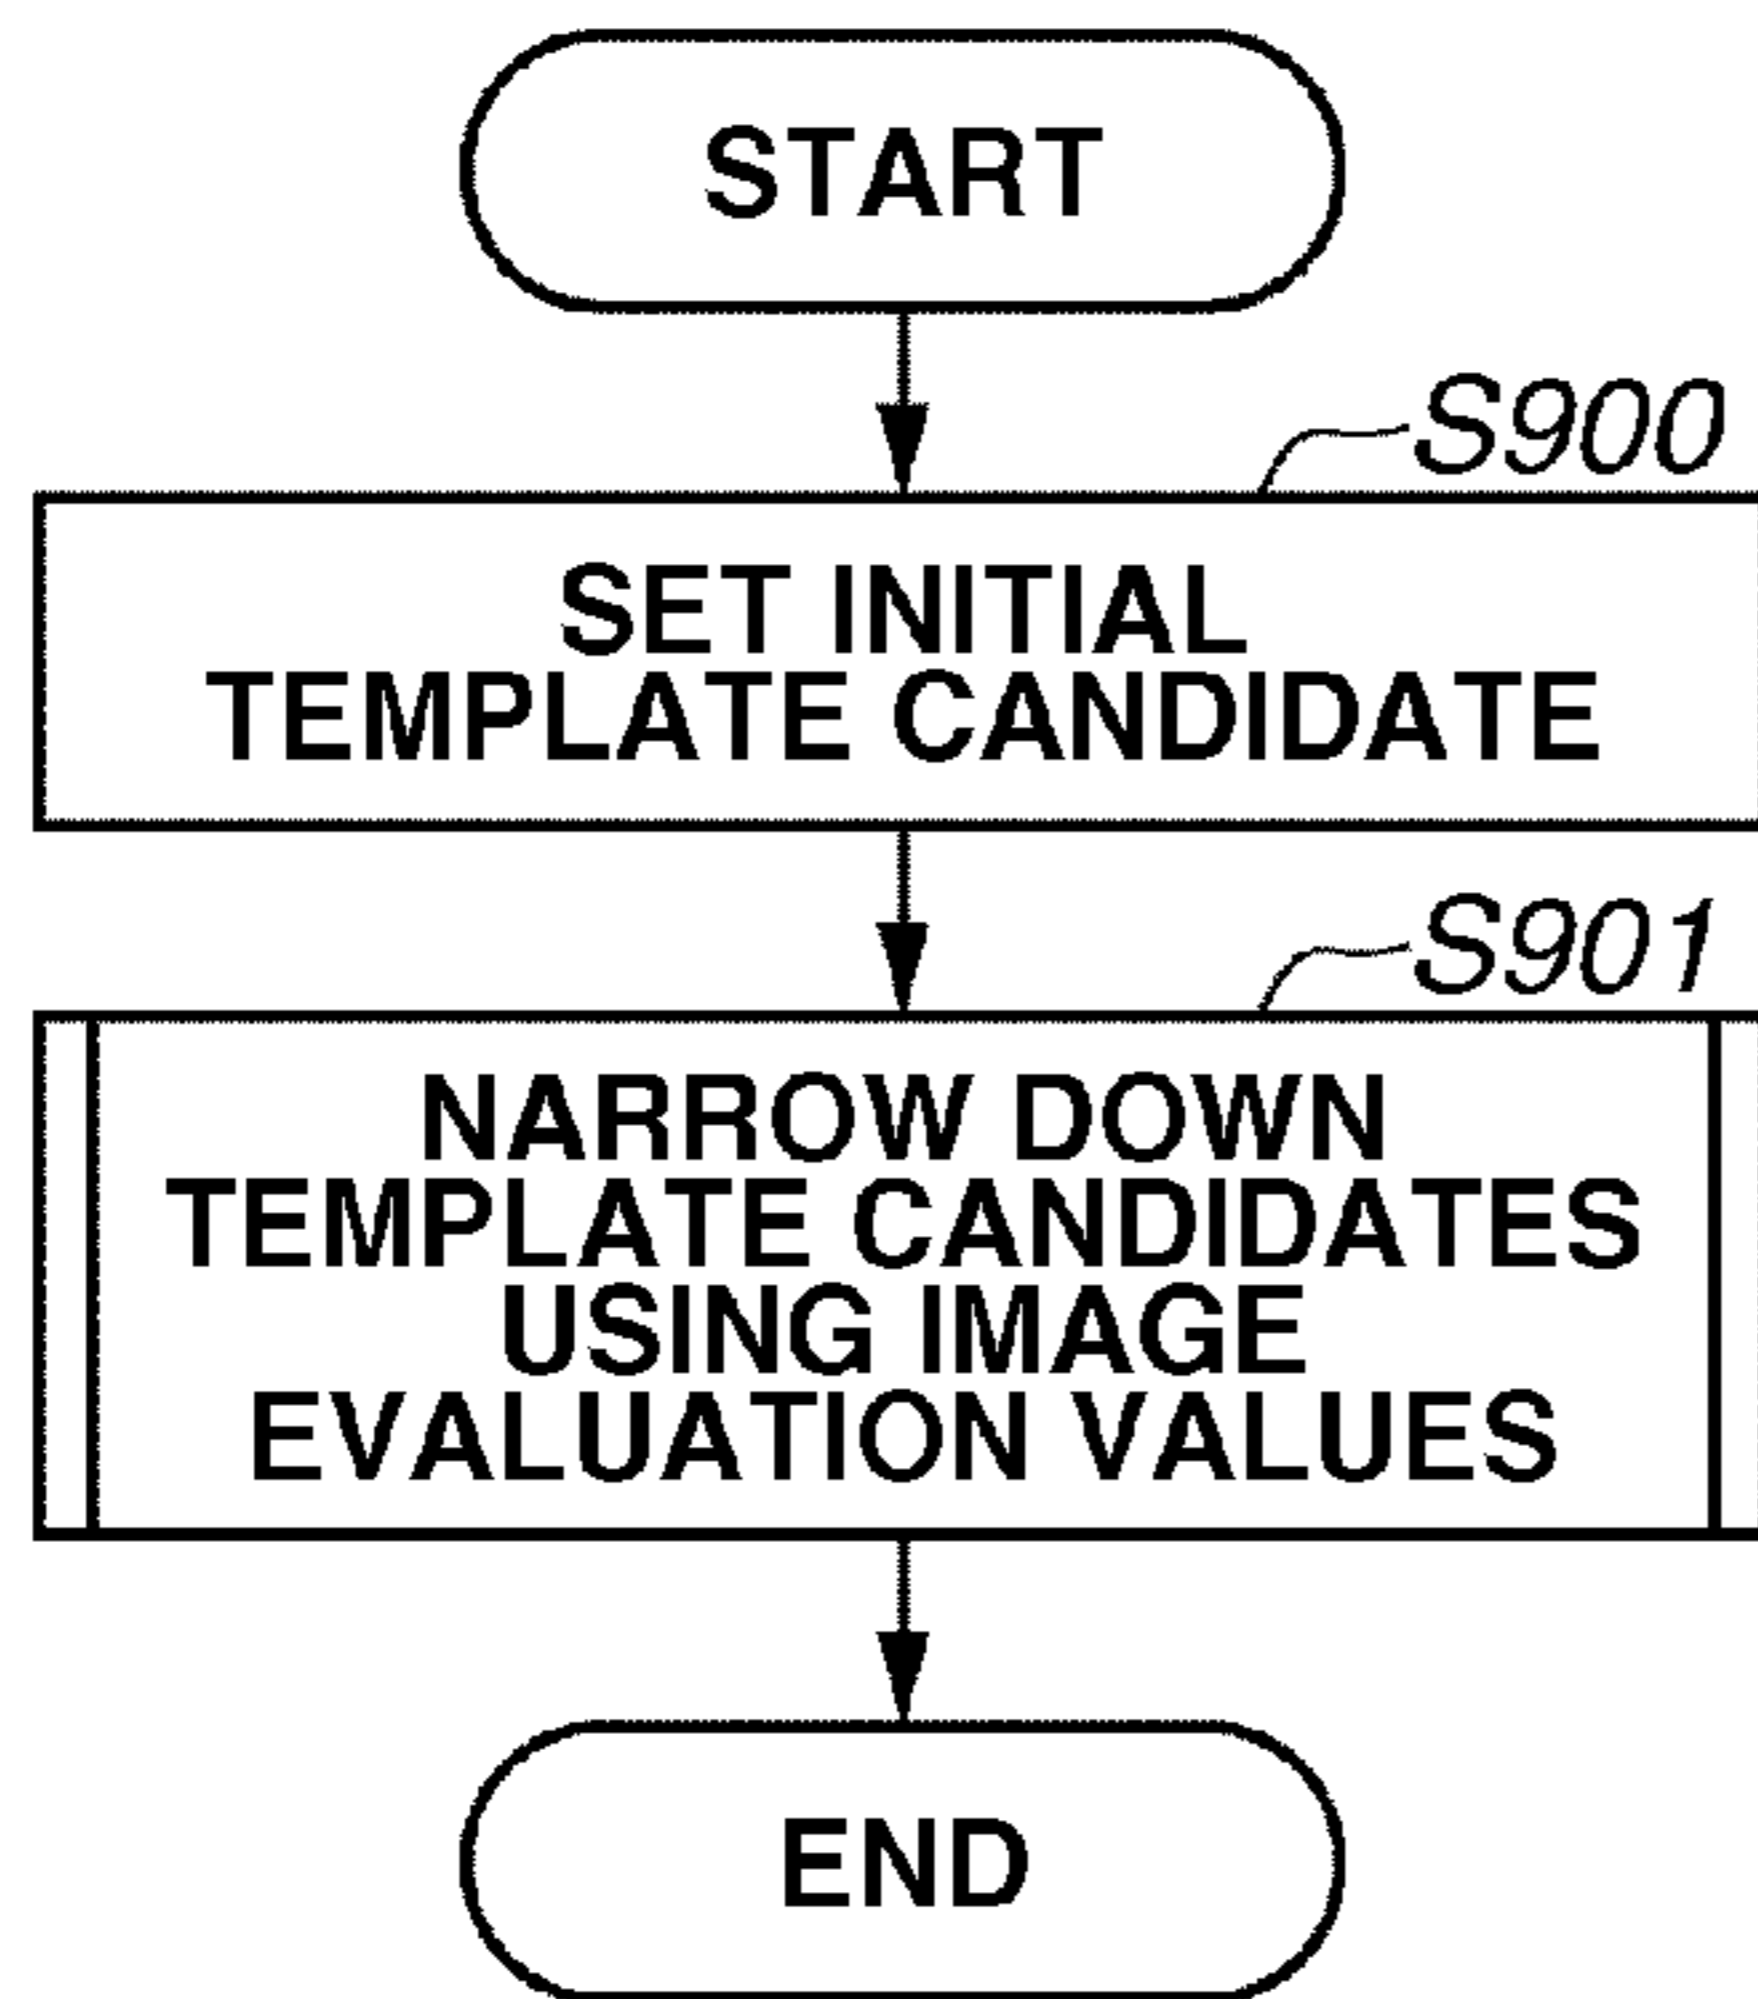 START
S900
SET INITIAL
TEMPLATE CANDIDATE
S901
NARROW DOWN
TEMPLATE CANDIDATES
USING IMAGE
EVALUATION VALUES
END